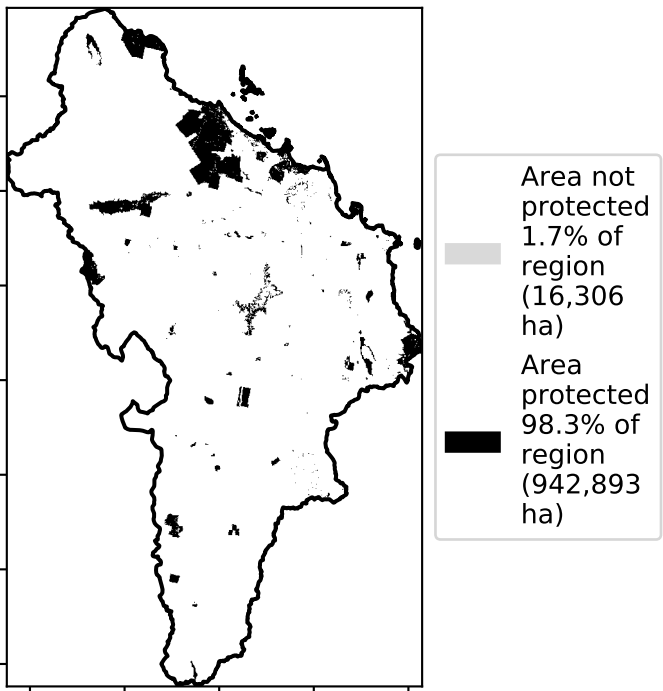 Area not
protected
1.7% of
region
(16,306
ha)
Area
protected
98.3% of
region
(942,893
ha)